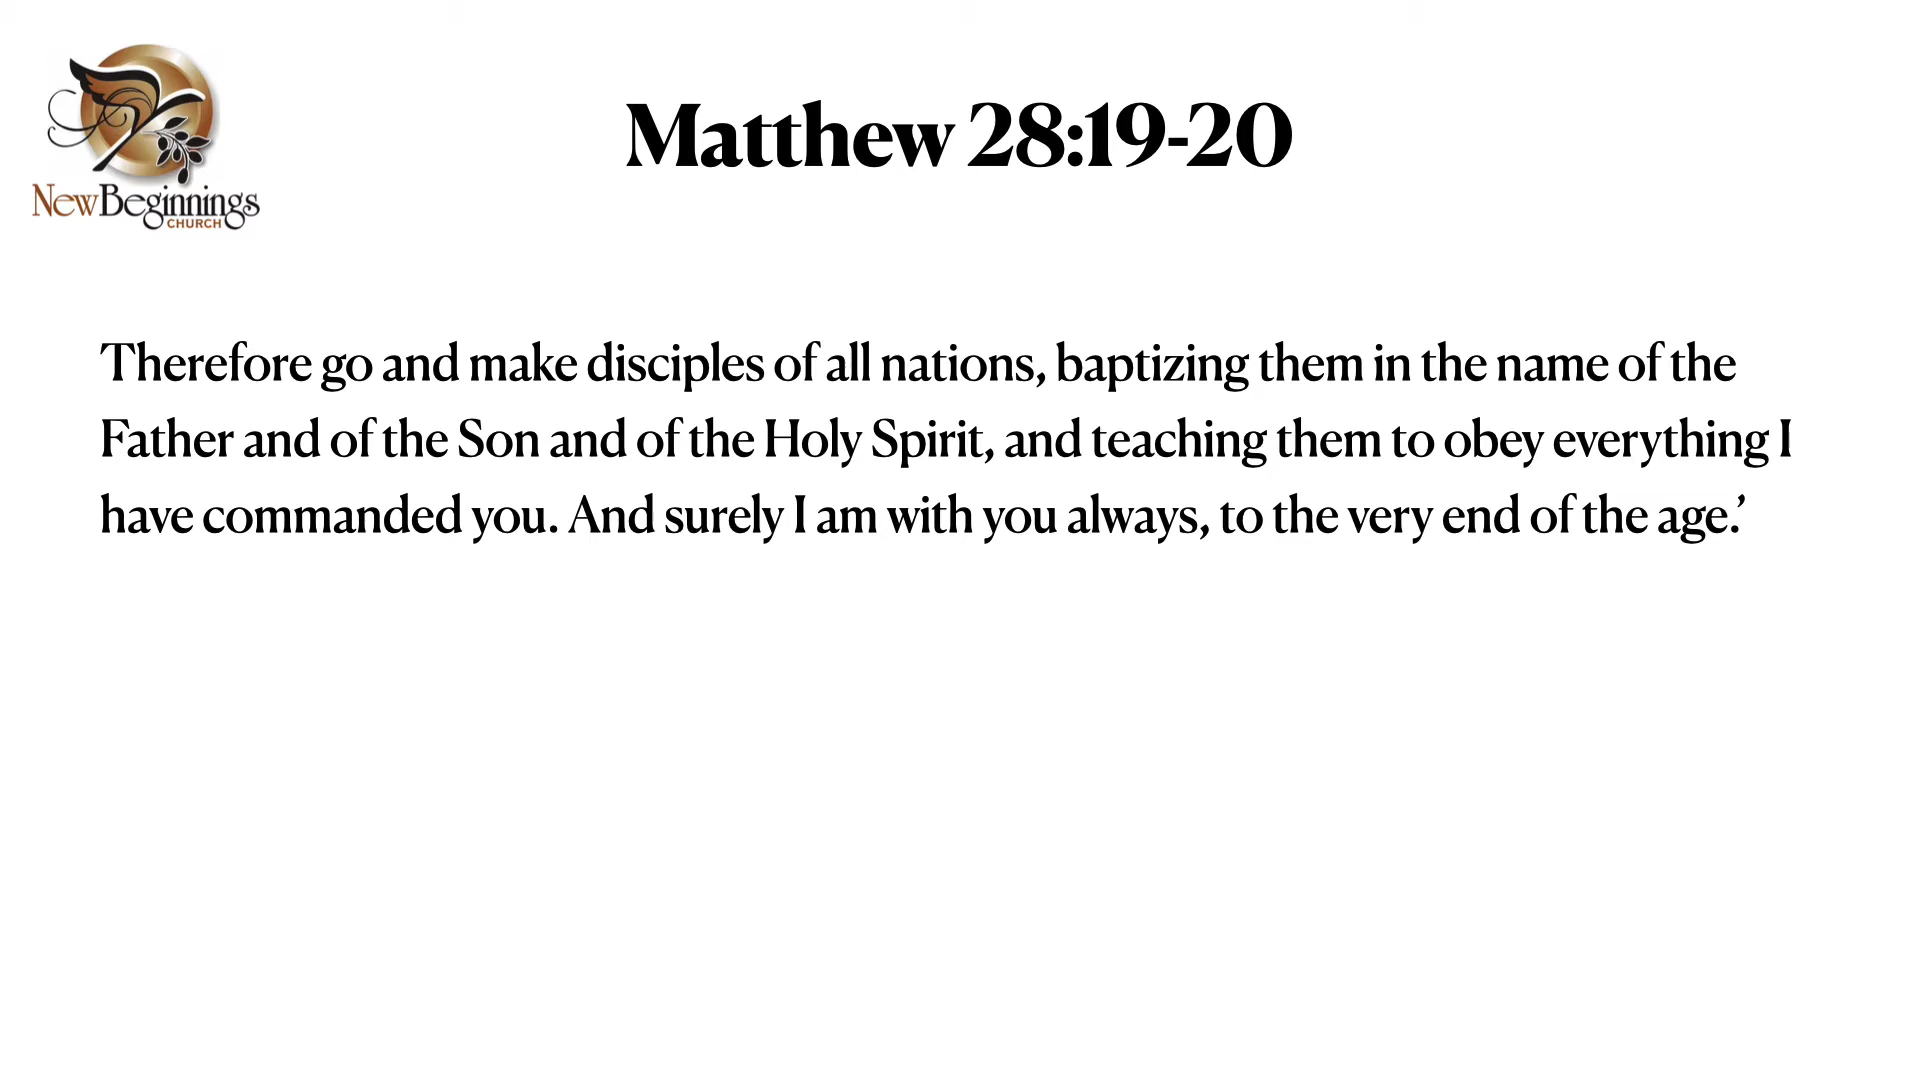 NewBeginnings
CHURCH
Matthew 28:19-20
Therefore go and make disciples of all nations, baptizing them in the name of the
Father and of the Son and of the Holy Spirit, and teaching them to obey everything I
have commanded you. And surely I am with you always, to the very end of the age.’